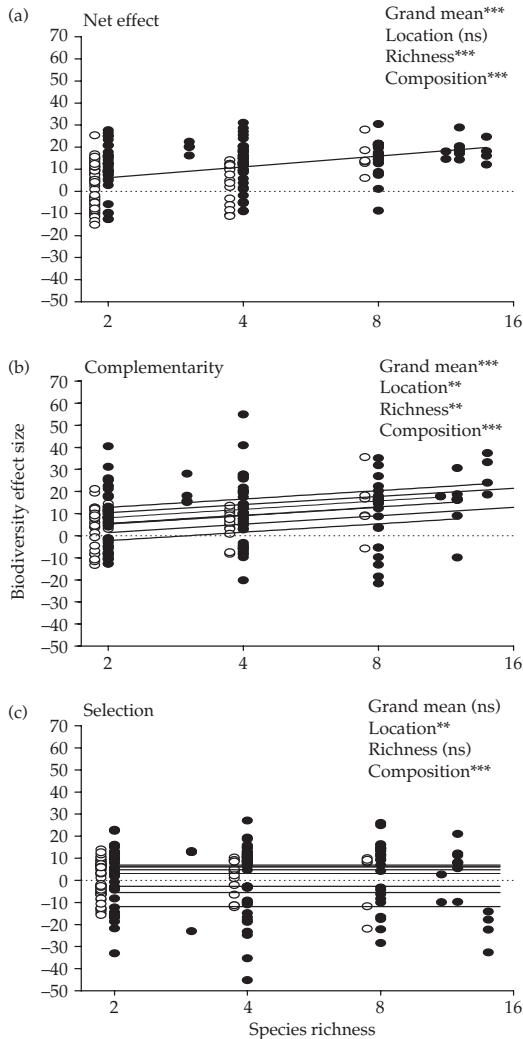 (a)
Net effect
Grand mean***
Location (ns)
Richness***
Composition***
70
60
50
40
30
20
10
0
−10
−20
−30
−40
−50
2
4
8
16
(b)
Complementarity
Grand mean***
Location**
Richness**
Composition***
Biodiversity effect size
70
60
50
40
30
20
10
0
−10
−20
−30
−40
−50
2
4
8
16
(c)
Selection
Grand mean (ns)
Location**
Richness (ns)
Composition***
70
60
50
40
30
20
10
0
−10
−20
−30
−40
−50
2
4
8
16
Species richness